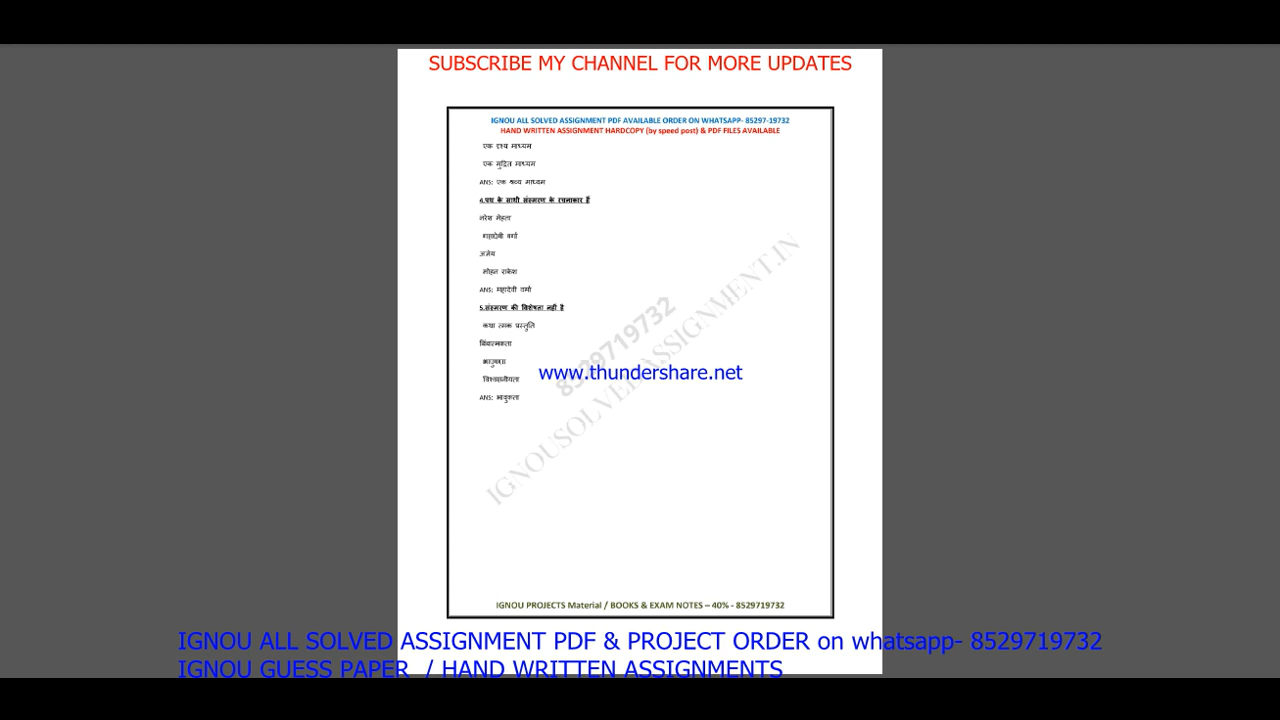 SUBSCRIBE MY CHANNEL FOR MORE UPDATES
IGNOU ALL SOLVED ASSIGNMENT PDF AVAILABLE ORDER ON WHATSAPP- 85297-19732
HAND WRITTEN ASSIGNMENT HARDCOPY (by speed post) & PDF FILES AVAILABLE
एक दृश्य माध्यम
एक मुद्रित माध्यम
ANS: एक श्रव्य माध्यम
4.पथ के साथी संस्मरण के रचनाकार हैं
नरेश मेहता
महादेवी वर्मा
अज्ञेय
मोहन राकेश
ANS: महादेवी वर्मा
5.संस्मरण की विशेषता नहीं है
कथा त्मक प्रस्तुति
बिंबात्मकता
भावुकता
विश्वसनीयता
ANS: भावुकता
8529719732
IGNOUSOLVEDASSIGNMENT.IN
www.thundershare.net
IGNOU PROJECTS Material / BOOKS & EXAM NOTES – 40% - 8529719732
IGNOU ALL SOLVED ASSIGNMENT PDF & PROJECT ORDER on whatsapp- 8529719732
IGNOU GUESS PAPER / HAND WRITTEN ASSIGNMENTS